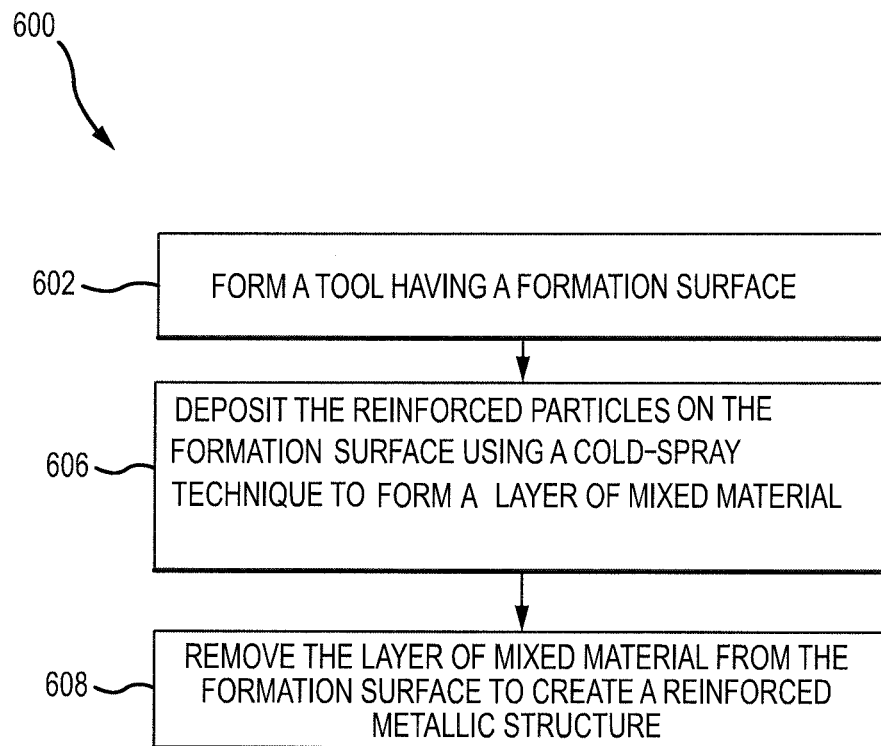 600
602
FORM A TOOL HAVING A FORMATION SURFACE
606
DEPOSIT THE REINFORCED PARTICLES ON THE
FORMATION SURFACE USING A COLD-SPRAY
TECHNIQUE TO FORM A LAYER OF MIXED MATERIAL
608
REMOVE THE LAYER OF MIXED MATERIAL FROM THE
FORMATION SURFACE TO CREATE A REINFORCED
METALLIC STRUCTURE